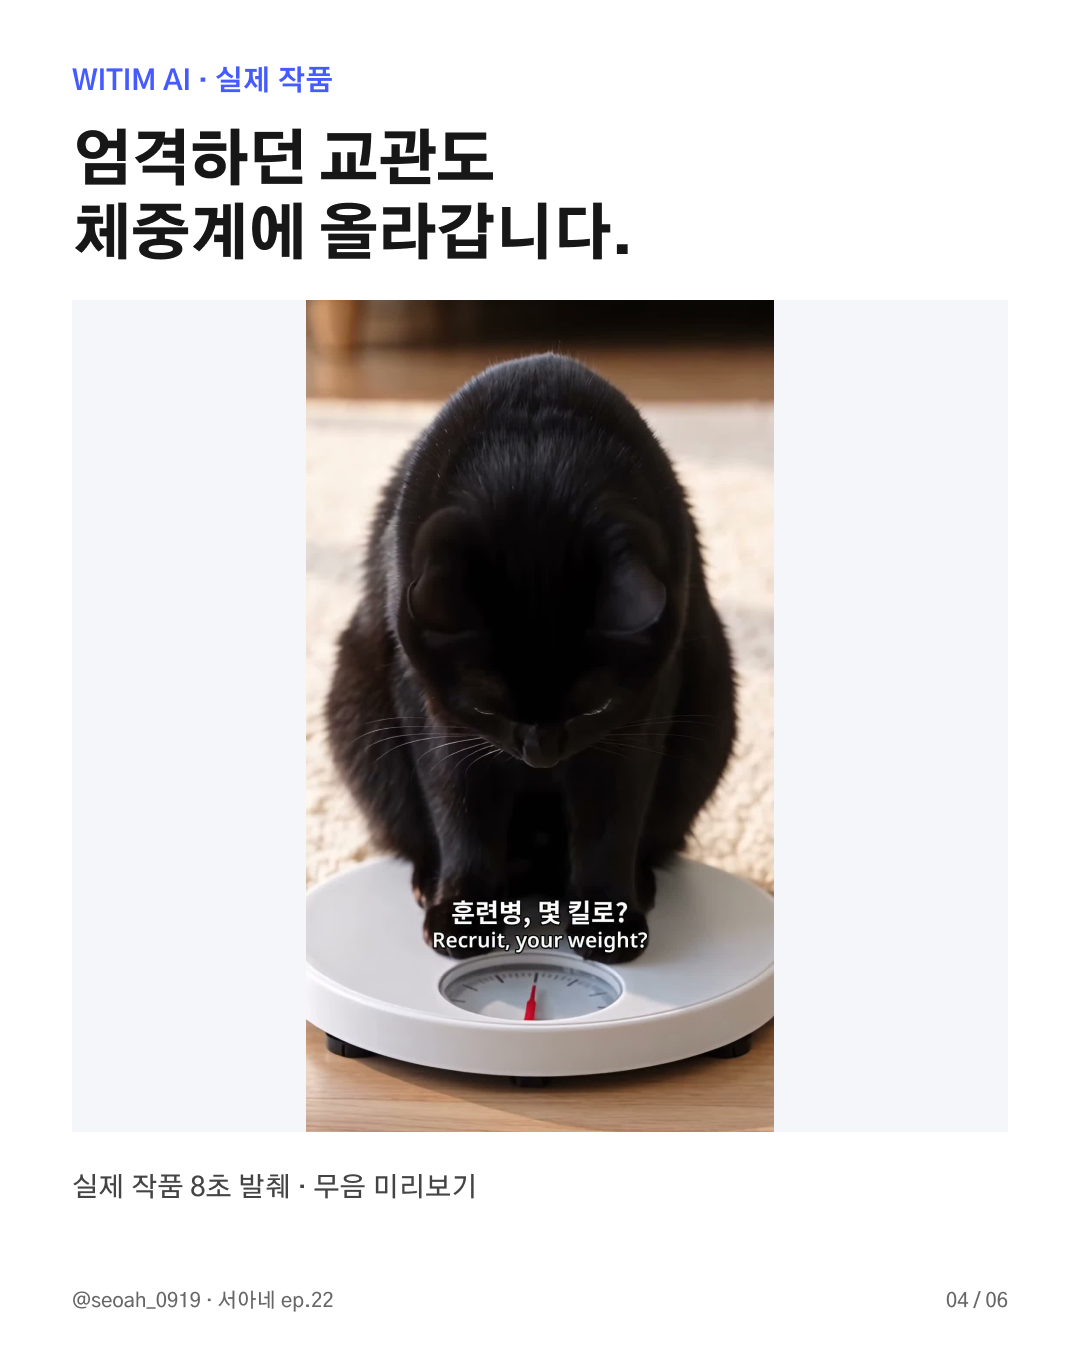 WITIM AI · 실제 작품
엄격하던 교관도
체중계에 올라갑니다.
훈련병, 몇 킬로?
Recruit, your weight?
실제 작품 8초 발췌 · 무음 미리보기
@seoah_0919 · 서아네 ep.22
04 / 06